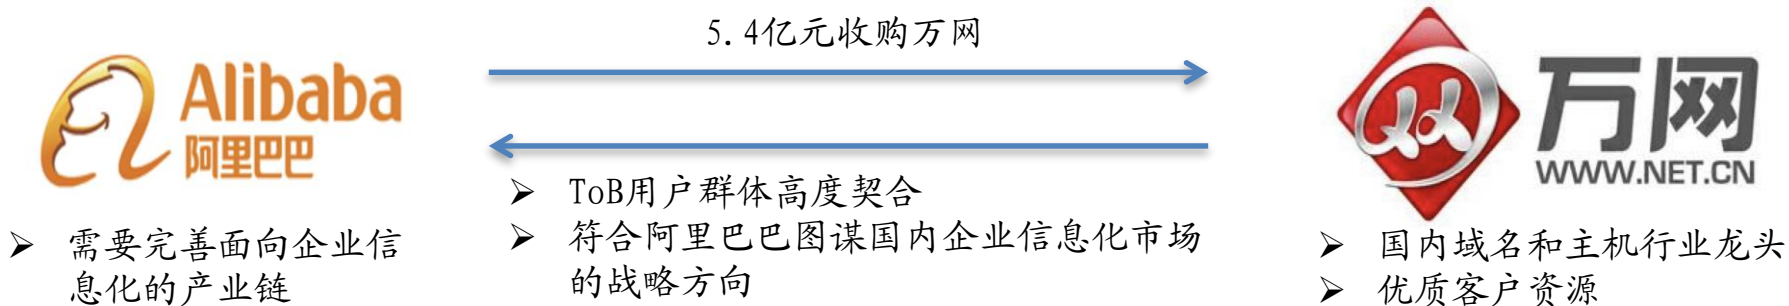 5.4亿元收购万网
Alibaba
阿里巴巴
➢ 需要完善面向企业信
息化的产业链
➢ ToB用户群体高度契合
➢ 符合阿里巴巴图谋国内企业信息化市场
的战略方向
万网
WWW.NET.CN
➢ 国内域名和主机行业龙头
➢ 优质客户资源